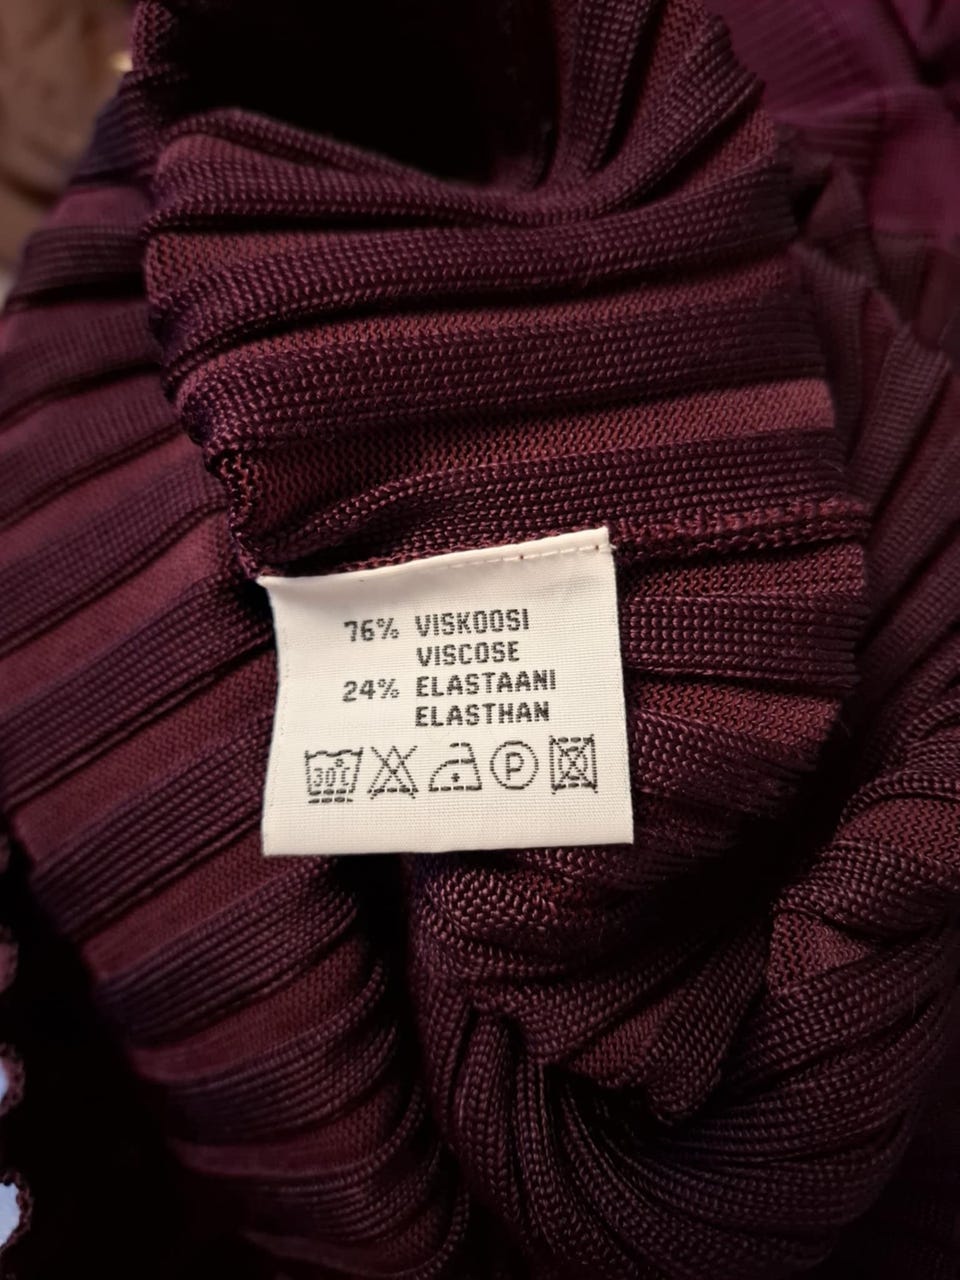 76% VISKOOSI
VISCOSE
24% ELASTAANI
ELASTHAN
30°C P